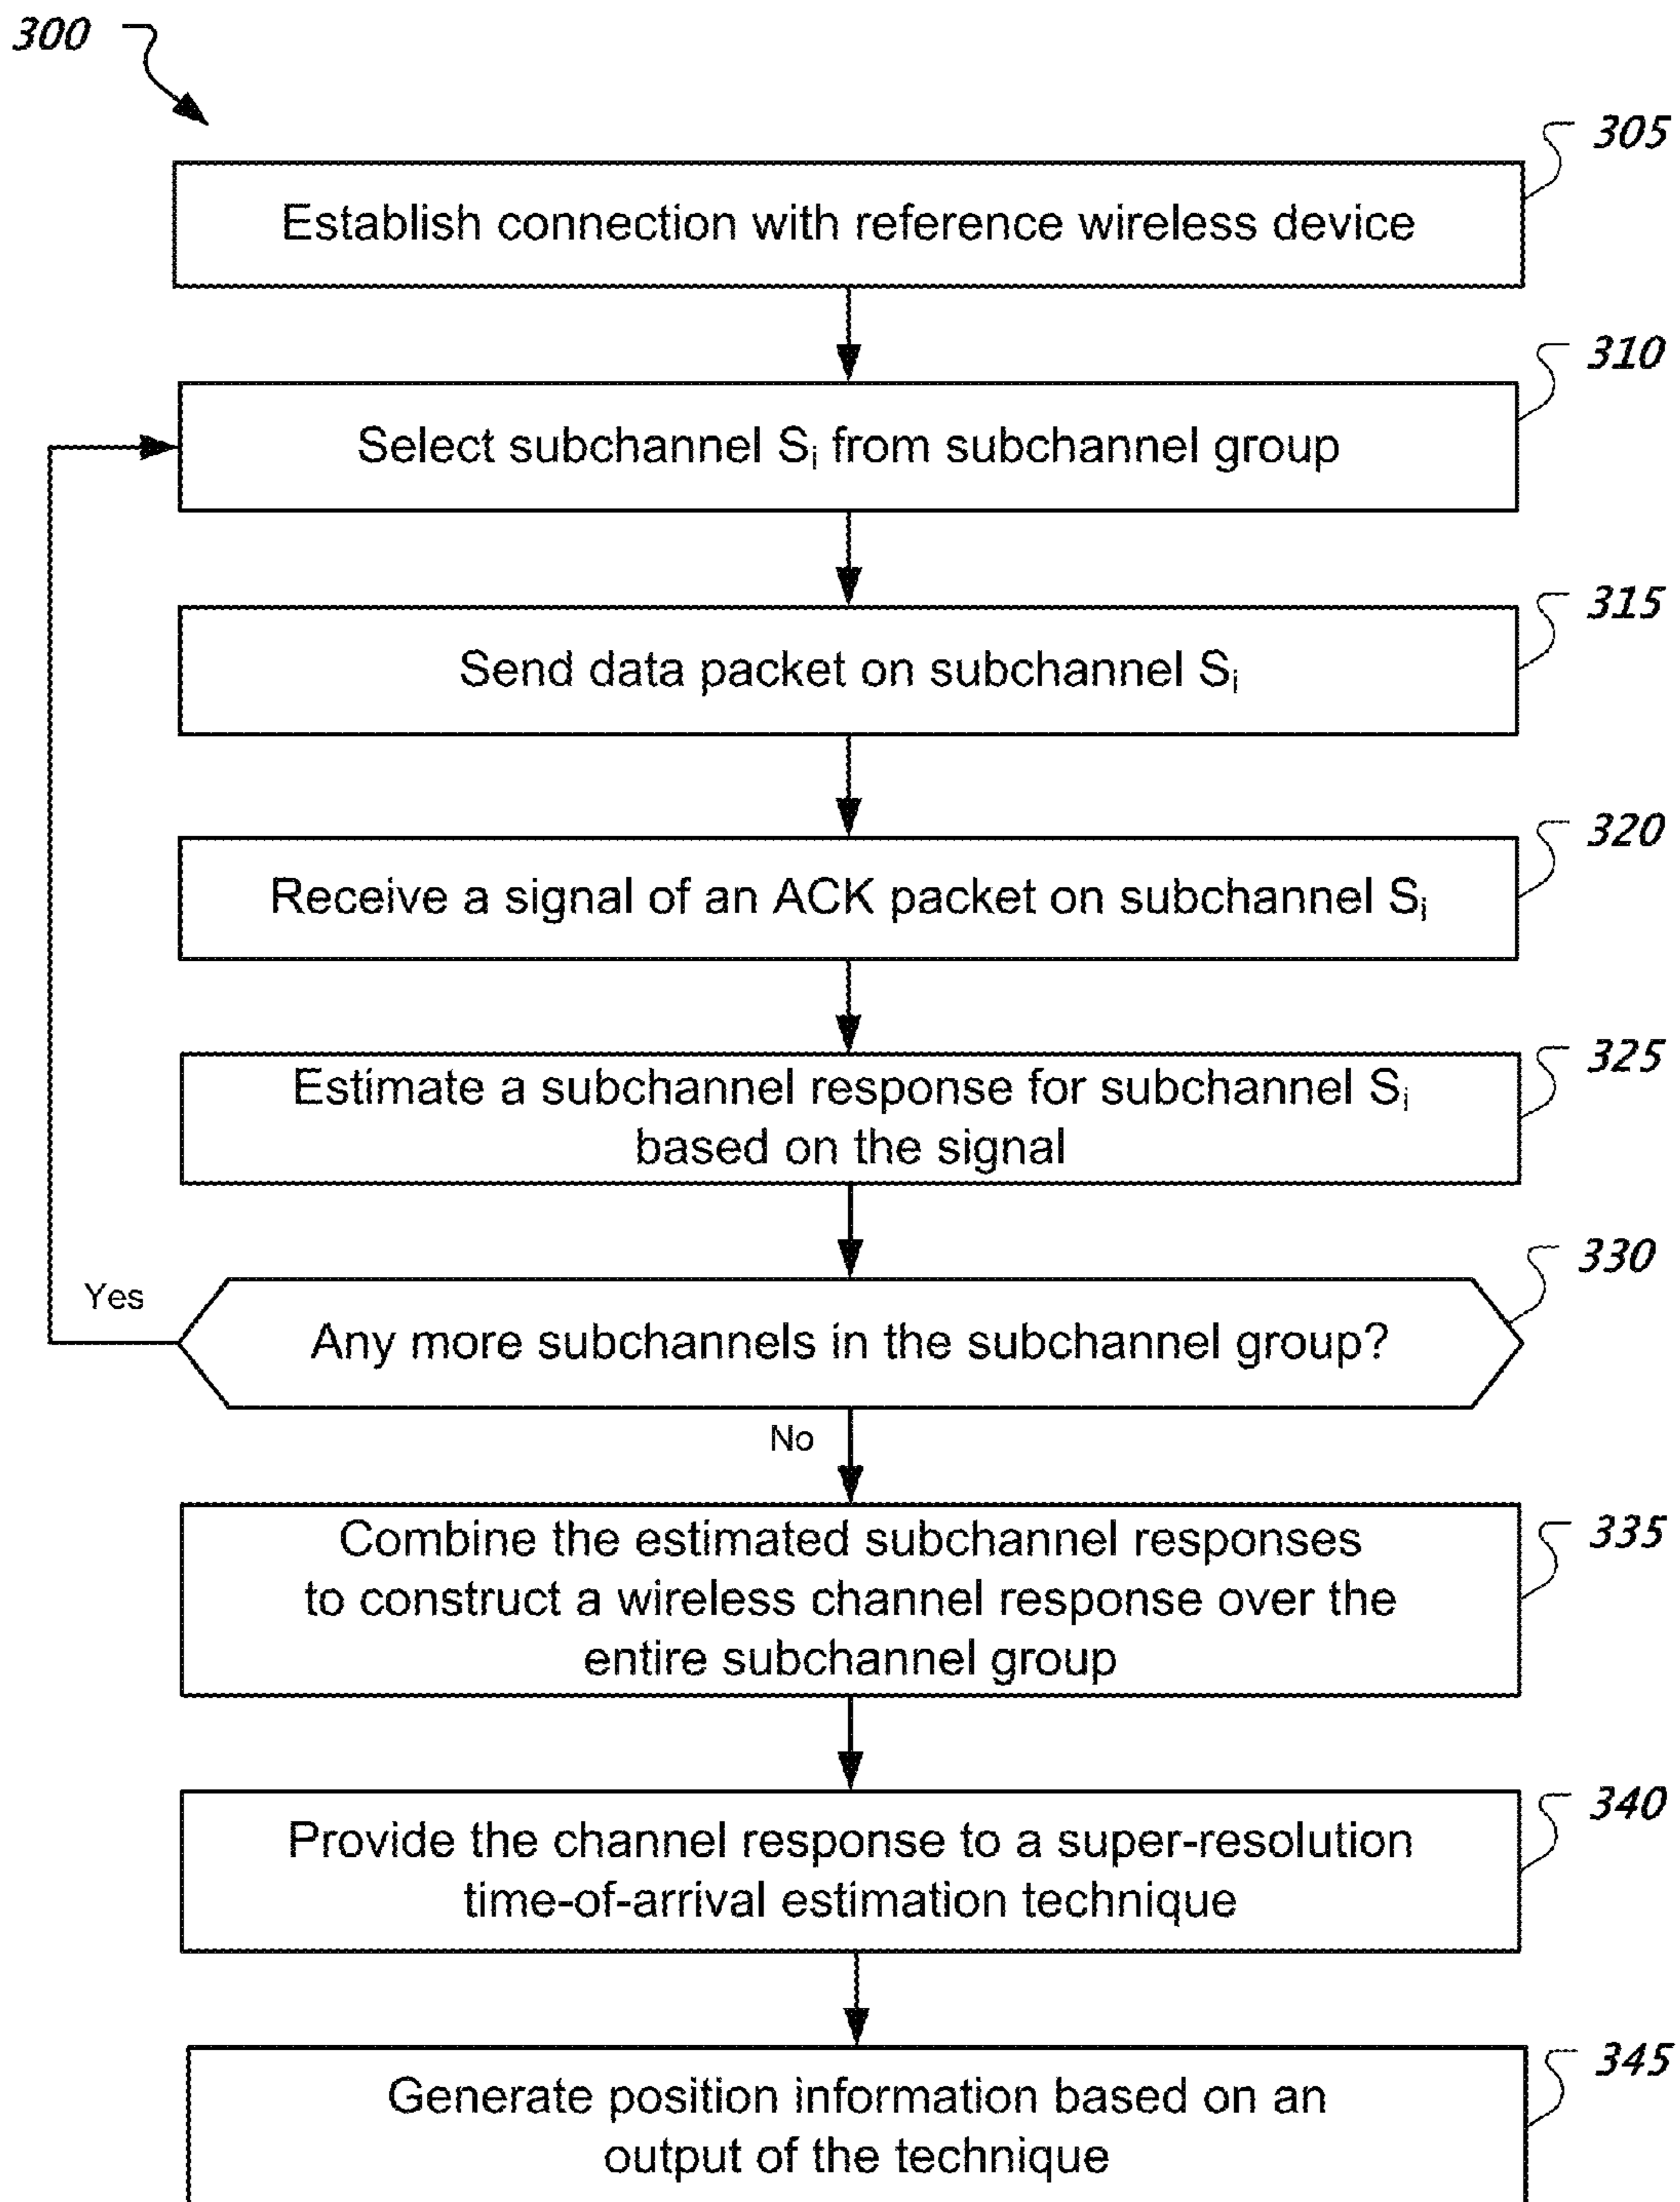 300
305
Establish connection with reference wireless device
310
Select subchannel Sᵢ from subchannel group
315
Send data packet on subchannel Sᵢ
320
Receive a signal of an ACK packet on subchannel Sᵢ
325
Estimate a subchannel response for subchannel Sᵢ
based on the signal
330
Yes
Any more subchannels in the subchannel group?
No
335
Combine the estimated subchannel responses
to construct a wireless channel response over the
entire subchannel group
340
Provide the channel response to a super-resolution
time-of-arrival estimation technique
345
Generate position information based on an
output of the technique